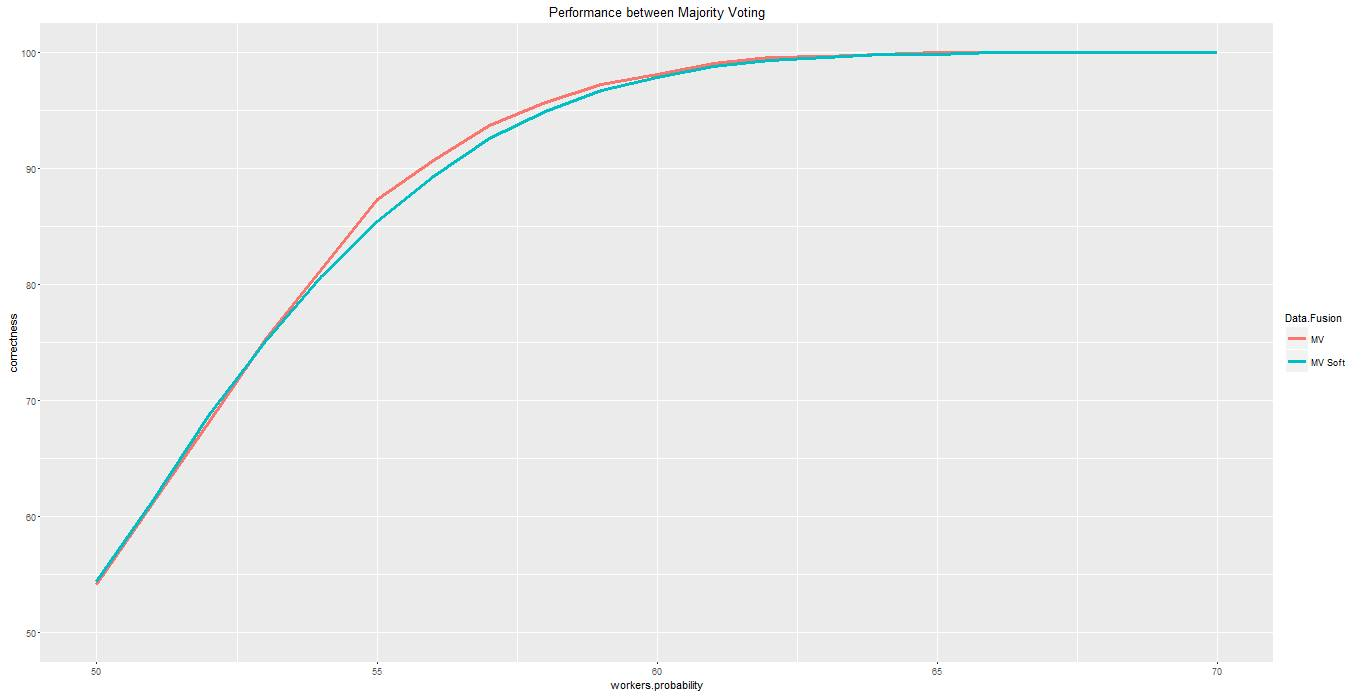 Performance between Majority Voting
correctness
100
90
80
70
60
50
50 55 60 65 70
workers.probability
Data.Fusion
MV
MV Soft